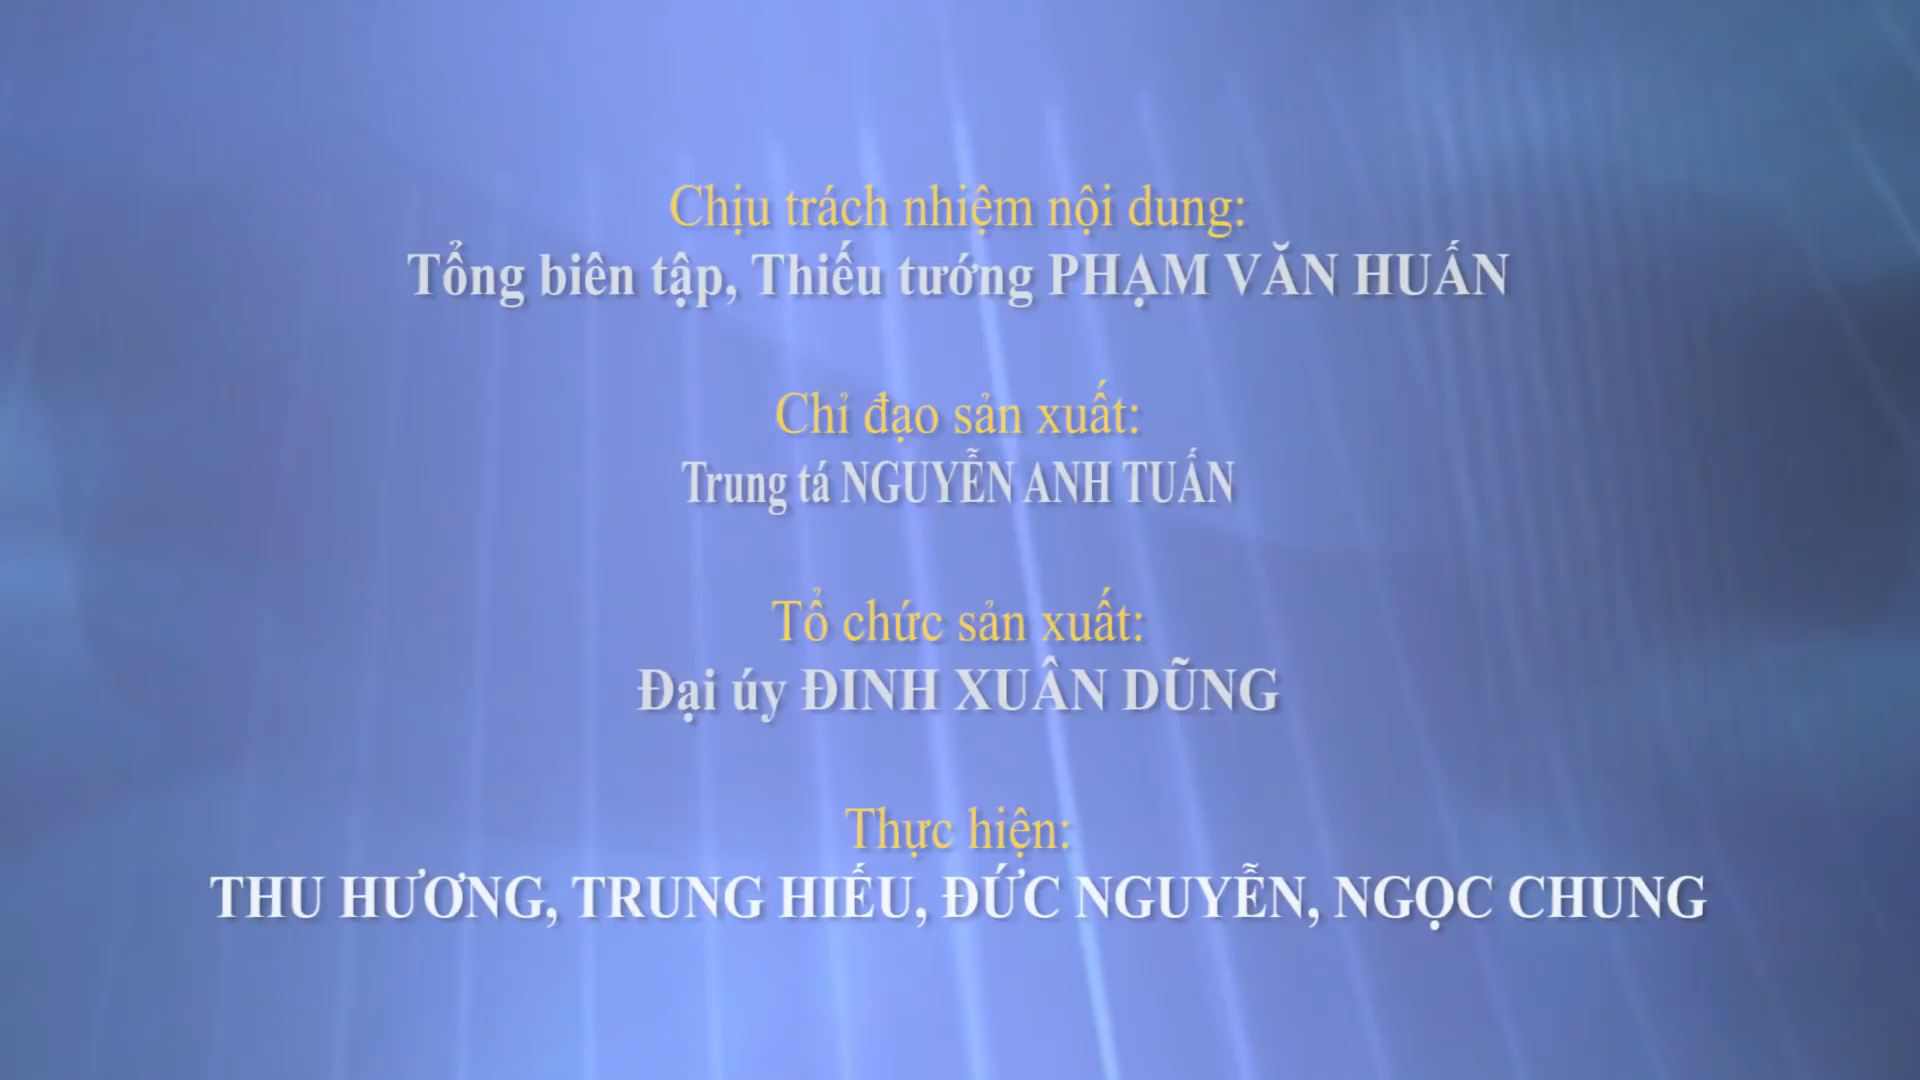 Chịu trách nhiệm nội dung:
Tổng biên tập, Thiếu tướng PHẠM VĂN HUẤN
Chỉ đạo sản xuất:
Trung tá NGUYỄN ANH TUẤN
Tổ chức sản xuất:
Đại úy ĐINH XUÂN DŨNG
Thực hiện:
THU HƯƠNG, TRUNG HIẾU, ĐỨC NGUYỄN, NGỌC CHUNG